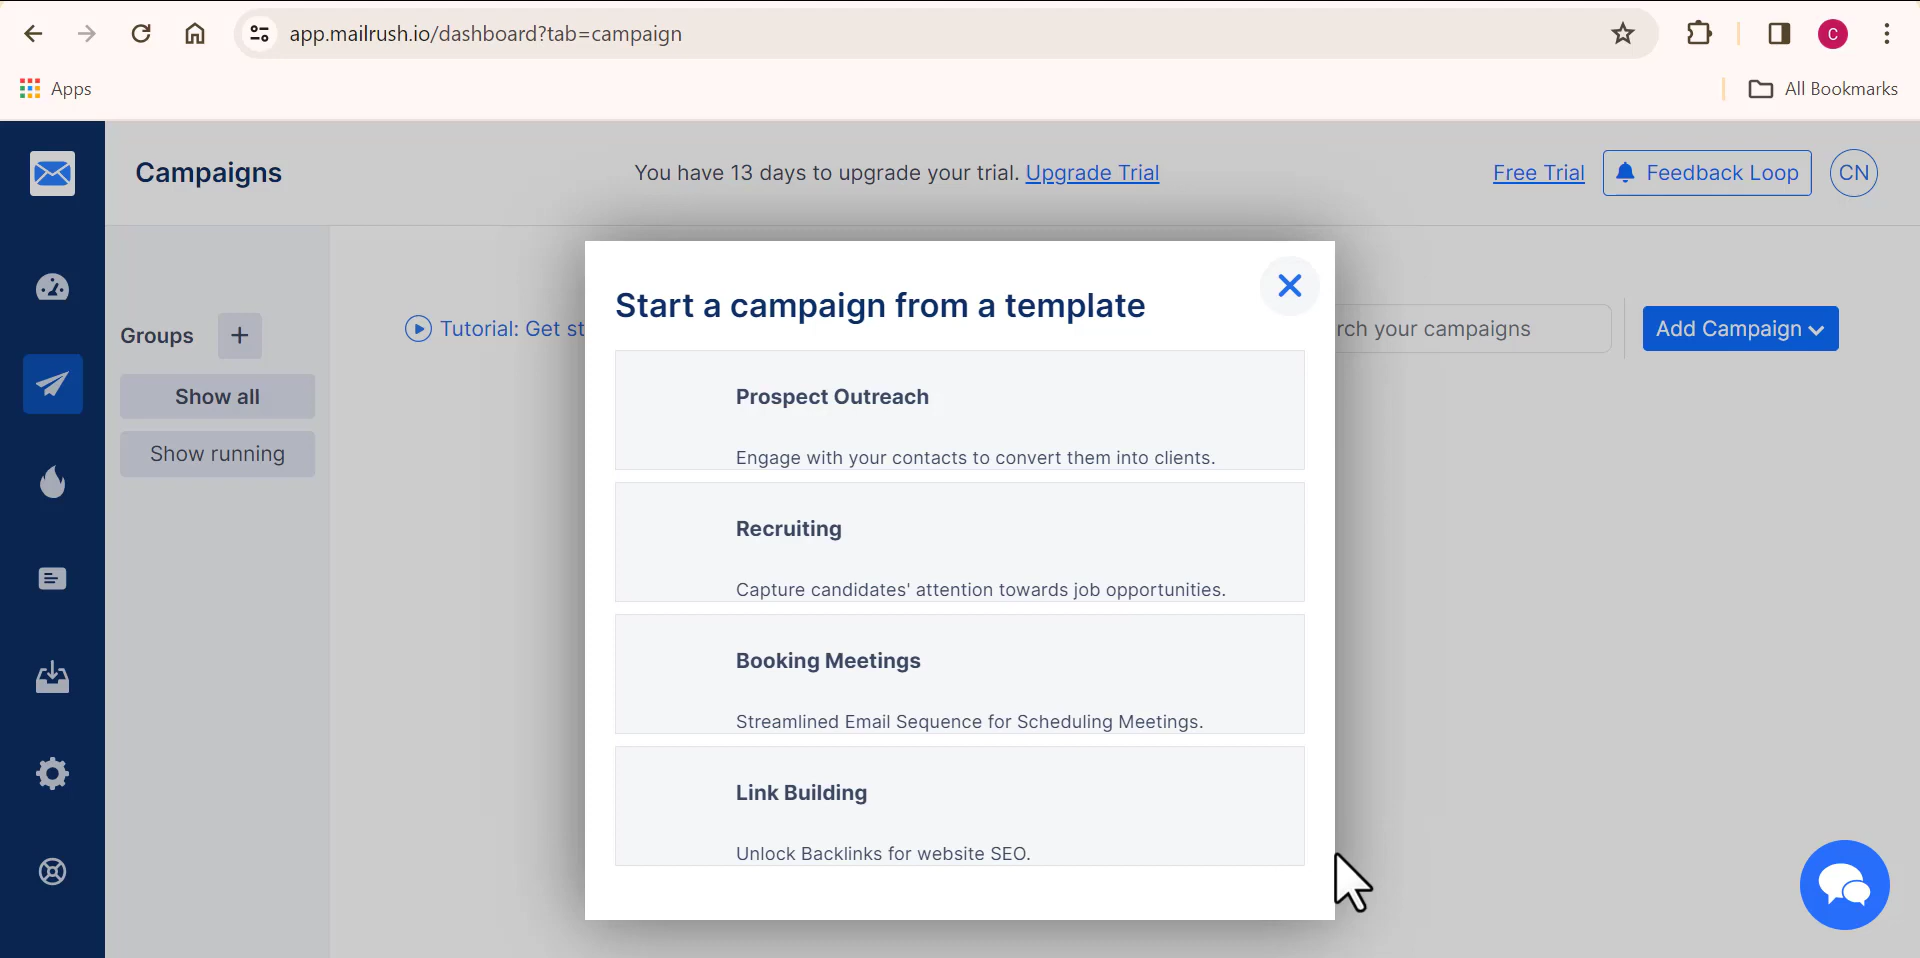 app.mailrush.io/dashboard?tab=campaign
C
Apps
All Bookmarks
Campaigns
You have 13 days to upgrade your trial. Upgrade Trial
Free Trial
Feedback Loop
CN
Start a campaign from a template
Groups
+
Tutorial: Get st
rch your campaigns
Add Campaign
Show all
Show running
Prospect Outreach
Engage with your contacts to convert them into clients.
Recruiting
Capture candidates' attention towards job opportunities.
Booking Meetings
Streamlined Email Sequence for Scheduling Meetings.
Link Building
Unlock Backlinks for website SEO.